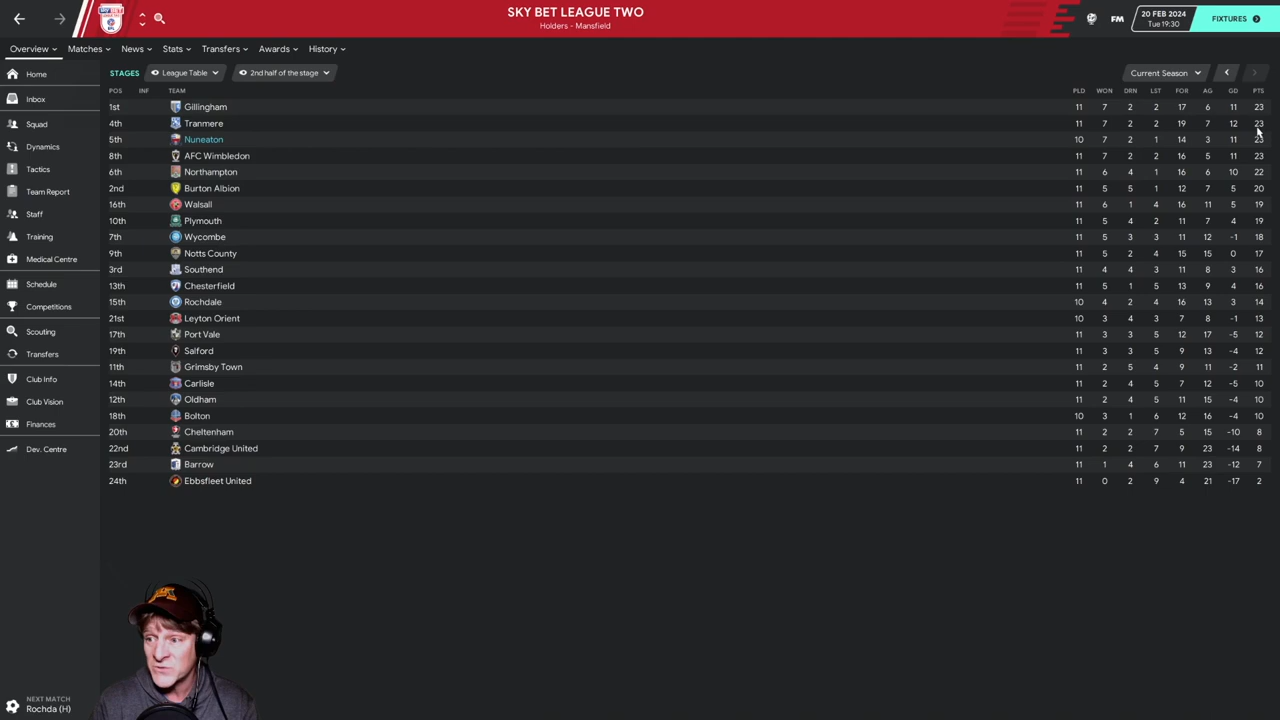 SKY BET LEAGUE TWO
Holders - Mansfield
20 FEB 2024
Tue 19:30
FM
FIXTURES
Overview Matches News Stats Transfers Awards History
Home
Inbox
Squad
Dynamics
Tactics
Team Report
Staff
Training
Medical Centre
Schedule
Competitions
Scouting
Transfers
Club Info
Club Vision
Finances
Dev. Centre
NEXT MATCH
Rochda (H)
STAGES League Table 2nd half of the stage Current Season
POS INF TEAM PLD WON DRN LST FOR AG GD PTS
1st Gillingham 11 7 2 2 17 6 11 23
4th Tranmere 11 7 2 2 19 7 12 23
5th Nuneaton 10 7 2 1 14 3 11 23
8th AFC Wimbledon 11 7 2 2 16 5 11 23
6th Northampton 11 6 4 1 16 6 10 22
2nd Burton Albion 11 5 5 1 12 7 5 20
16th Walsall 11 6 1 4 16 11 5 19
10th Plymouth 11 5 4 2 11 7 4 19
7th Wycombe 11 5 3 3 11 12 -1 18
9th Notts County 11 5 2 4 15 15 0 17
3rd Southend 11 4 4 3 11 8 3 16
13th Chesterfield 11 5 1 5 13 9 4 16
15th Rochdale 10 4 2 4 16 13 3 14
21st Leyton Orient 10 3 4 3 7 8 -1 13
17th Port Vale 11 3 3 5 12 17 -5 12
19th Salford 11 3 3 5 9 13 -4 12
11th Grimsby Town 11 2 5 4 9 11 -2 11
14th Carlisle 11 2 4 5 7 12 -5 10
12th Oldham 11 2 4 5 11 15 -4 10
18th Bolton 10 3 1 6 12 16 -4 10
20th Cheltenham 11 2 2 7 5 15 -10 8
22nd Cambridge United 11 2 2 7 9 23 -14 8
23rd Barrow 11 1 4 6 11 23 -12 7
24th Ebbsfleet United 11 0 2 9 4 21 -17 2